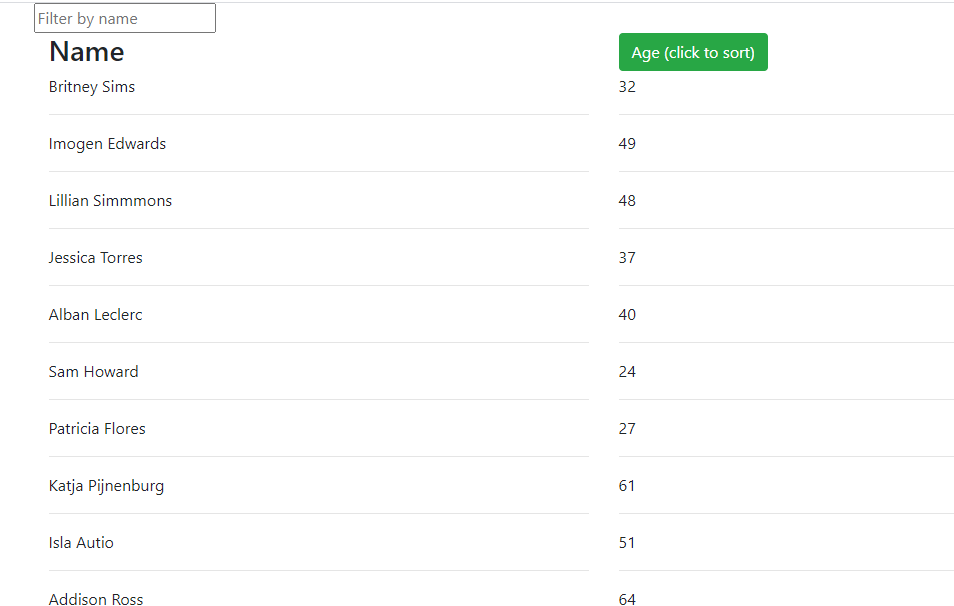 Filter by name
Name Age (click to sort)
Britney Sims 32
Imogen Edwards 49
Lillian Simmmons 48
Jessica Torres 37
Alban Leclerc 40
Sam Howard 24
Patricia Flores 27
Katja Pijnenburg 61
Isla Autio 51
Addison Ross 64